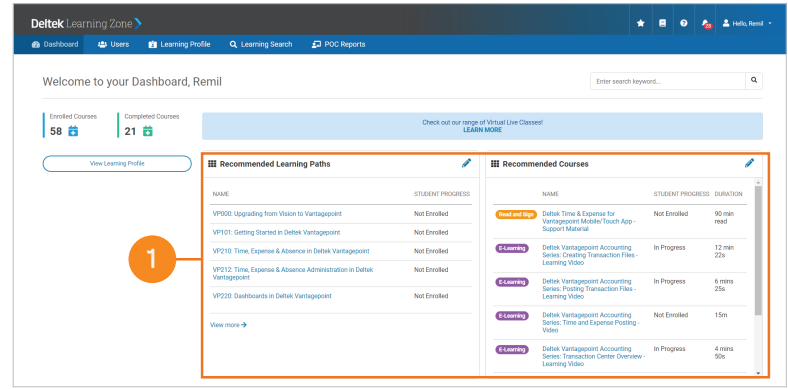 Deltek Learning Zone
23
Hello, Remil
Dashboard
Users
Learning Profile
Learning Search
POC Reports
Welcome to your Dashboard, Remil
Enter search keyword...
Enrolled Courses
58
Completed Courses
21
Check out our range of Virtual Live Classes!
LEARN MORE
View Learning Profile
1
Recommended Learning Paths
NAME STUDENT PROGRESS
VP000: Upgrading from Vision to Vantagepoint Not Enrolled
VP101: Getting Started in Deltek Vantagepoint Not Enrolled
VP210: Time, Expense & Absence in Deltek Vantagepoint Not Enrolled
VP212: Time, Expense & Absence Administration in Deltek Not Enrolled
Vantagepoint
VP220: Dashboards in Deltek Vantagepoint Not Enrolled
View more
Recommended Courses
NAME STUDENT PROGRESS DURATION
Read and Sign Deltek Time & Expense for Not Enrolled 90 min
Vantagepoint Mobile/Touch App - read
Support Material
E-Learning Deltek Vantagepoint Accounting In Progress 12 min
Series: Creating Transaction Files - 22s
Learning Video
E-Learning Deltek Vantagepoint Accounting In Progress 6 mins
Series: Posting Transaction Files - 25s
Learning Video
E-Learning Deltek Vantagepoint Accounting Not Enrolled 15m
Series: Time and Expense Posting -
Video
E-Learning Deltek Vantagepoint Accounting In Progress 4 mins
Series: Transaction Center Overview - 50s
Learning Video